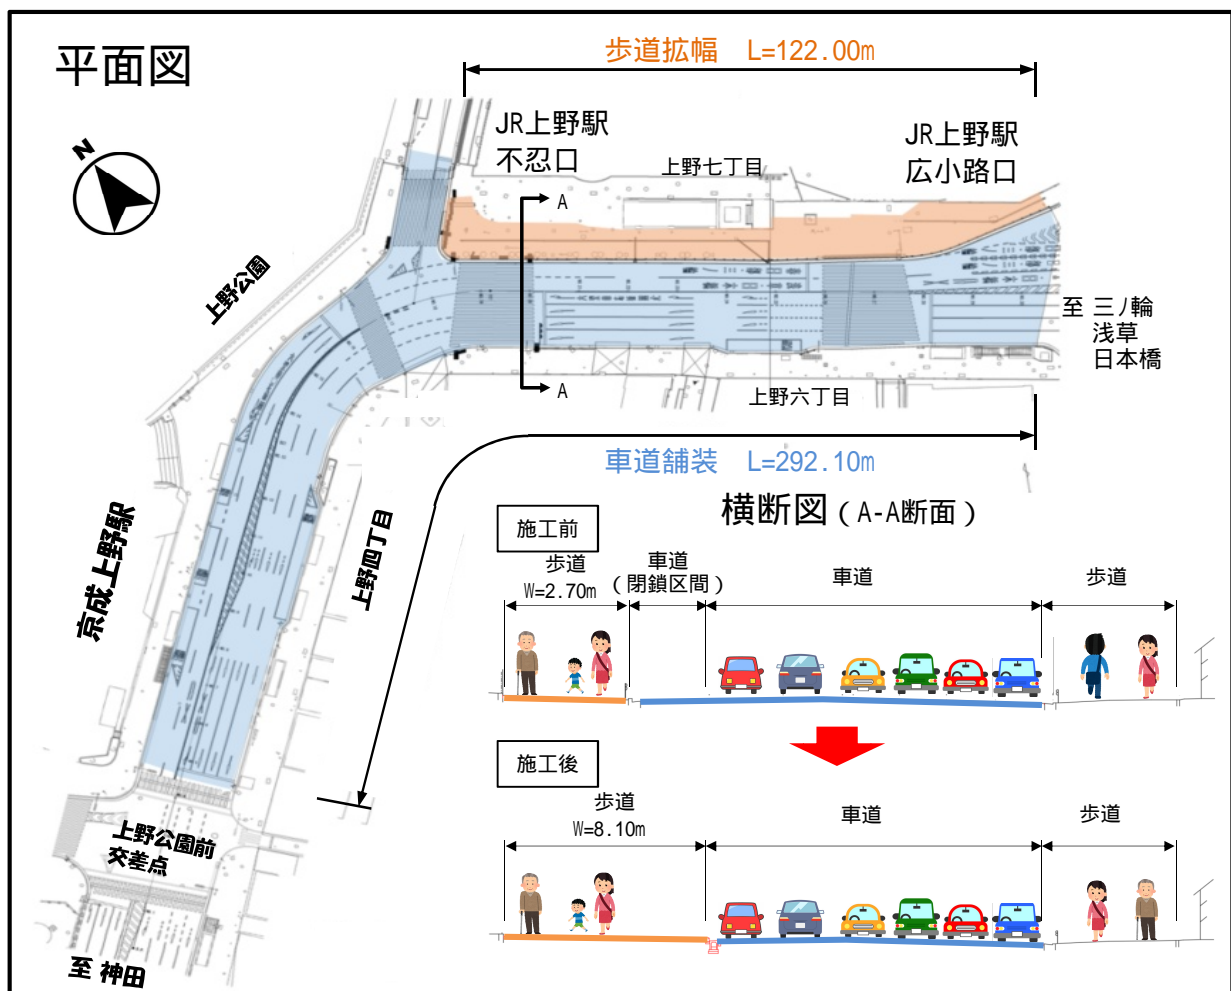 平面図
歩道拡幅　L=122.00m
N
JR上野駅
不忍口
JR上野駅
広小路口
上野七丁目
A
上野公園
至 三ノ輪
浅草
日本橋
A
上野六丁目
車道舗装　L=292.10m
京成上野駅
上野四丁目
横断図（A-A断面）
施工前
歩道
W=2.70m
車道
（閉鎖区間）
車道
歩道
施工後
歩道
W=8.10m
車道
歩道
上野公園前
交差点
至 神田